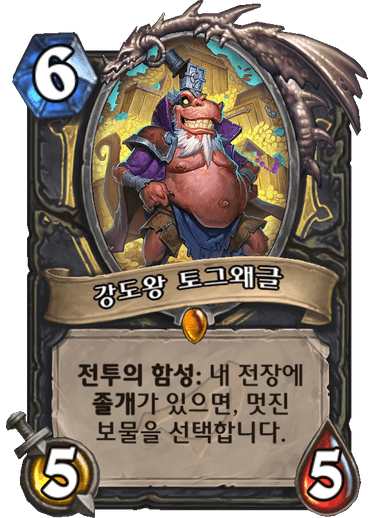 6
강도왕 토그왜글
전투의 함성: 내 전장에
졸개가 있으면, 멋진
보물을 선택합니다.
5
5